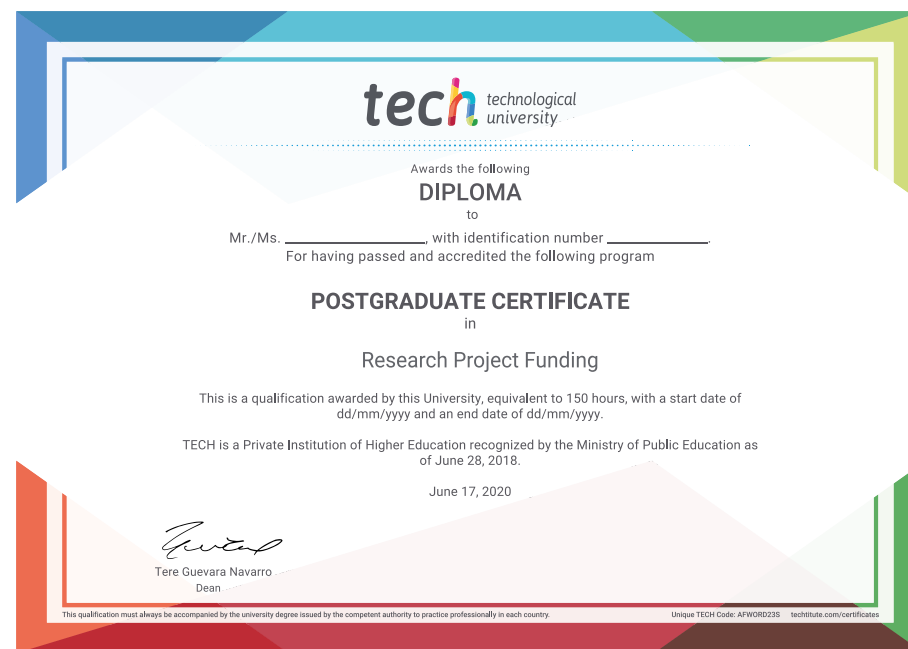 tech technological
university
Awards the following
DIPLOMA
to
Mr./Ms. ____________________, with identification number ______________.
For having passed and accredited the following program
POSTGRADUATE CERTIFICATE
in
Research Project Funding
This is a qualification awarded by this University, equivalent to 150 hours, with a start date of
dd/mm/yyyy and an end date of dd/mm/yyyy.
TECH is a Private Institution of Higher Education recognized by the Ministry of Public Education as
of June 28, 2018.
June 17, 2020
Tere Guevara Navarro
Dean
This qualification must always be accompanied by the university degree issued by the competent authority to practice professionally in each country. Unique TECH Code: AFWORD23S techtitute.com/certificates